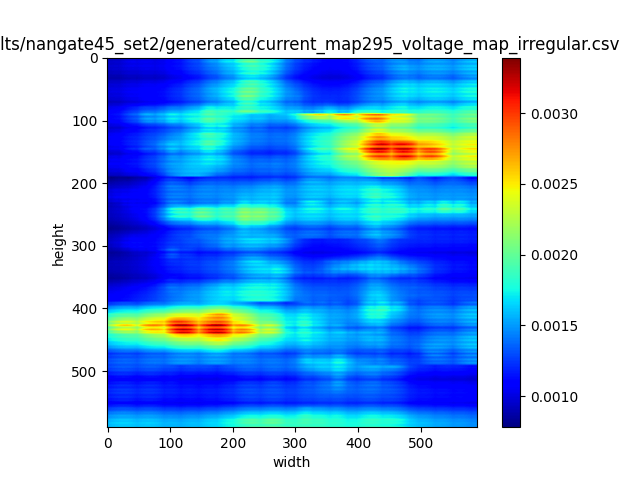 lts/nangate45_set2/generated/current_map295_voltage_map_irregular.csv
0
100
200
300
400
500
height
0 100 200 300 400 500
width
0.0030
0.0025
0.0020
0.0015
0.0010